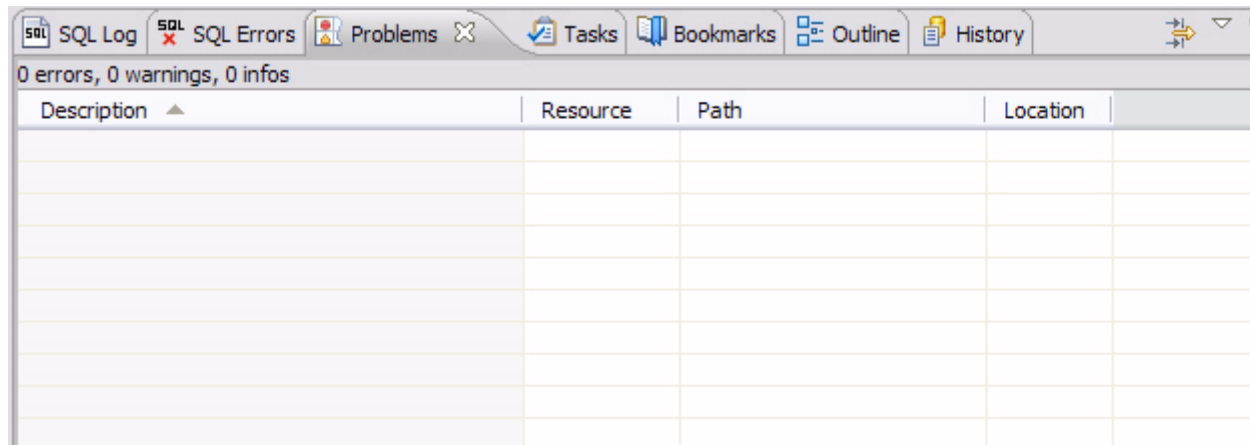 SQL SQL Log SQL SQL Errors Problems Tasks Bookmarks Outline History
0 errors, 0 warnings, 0 infos
Description Resource Path Location